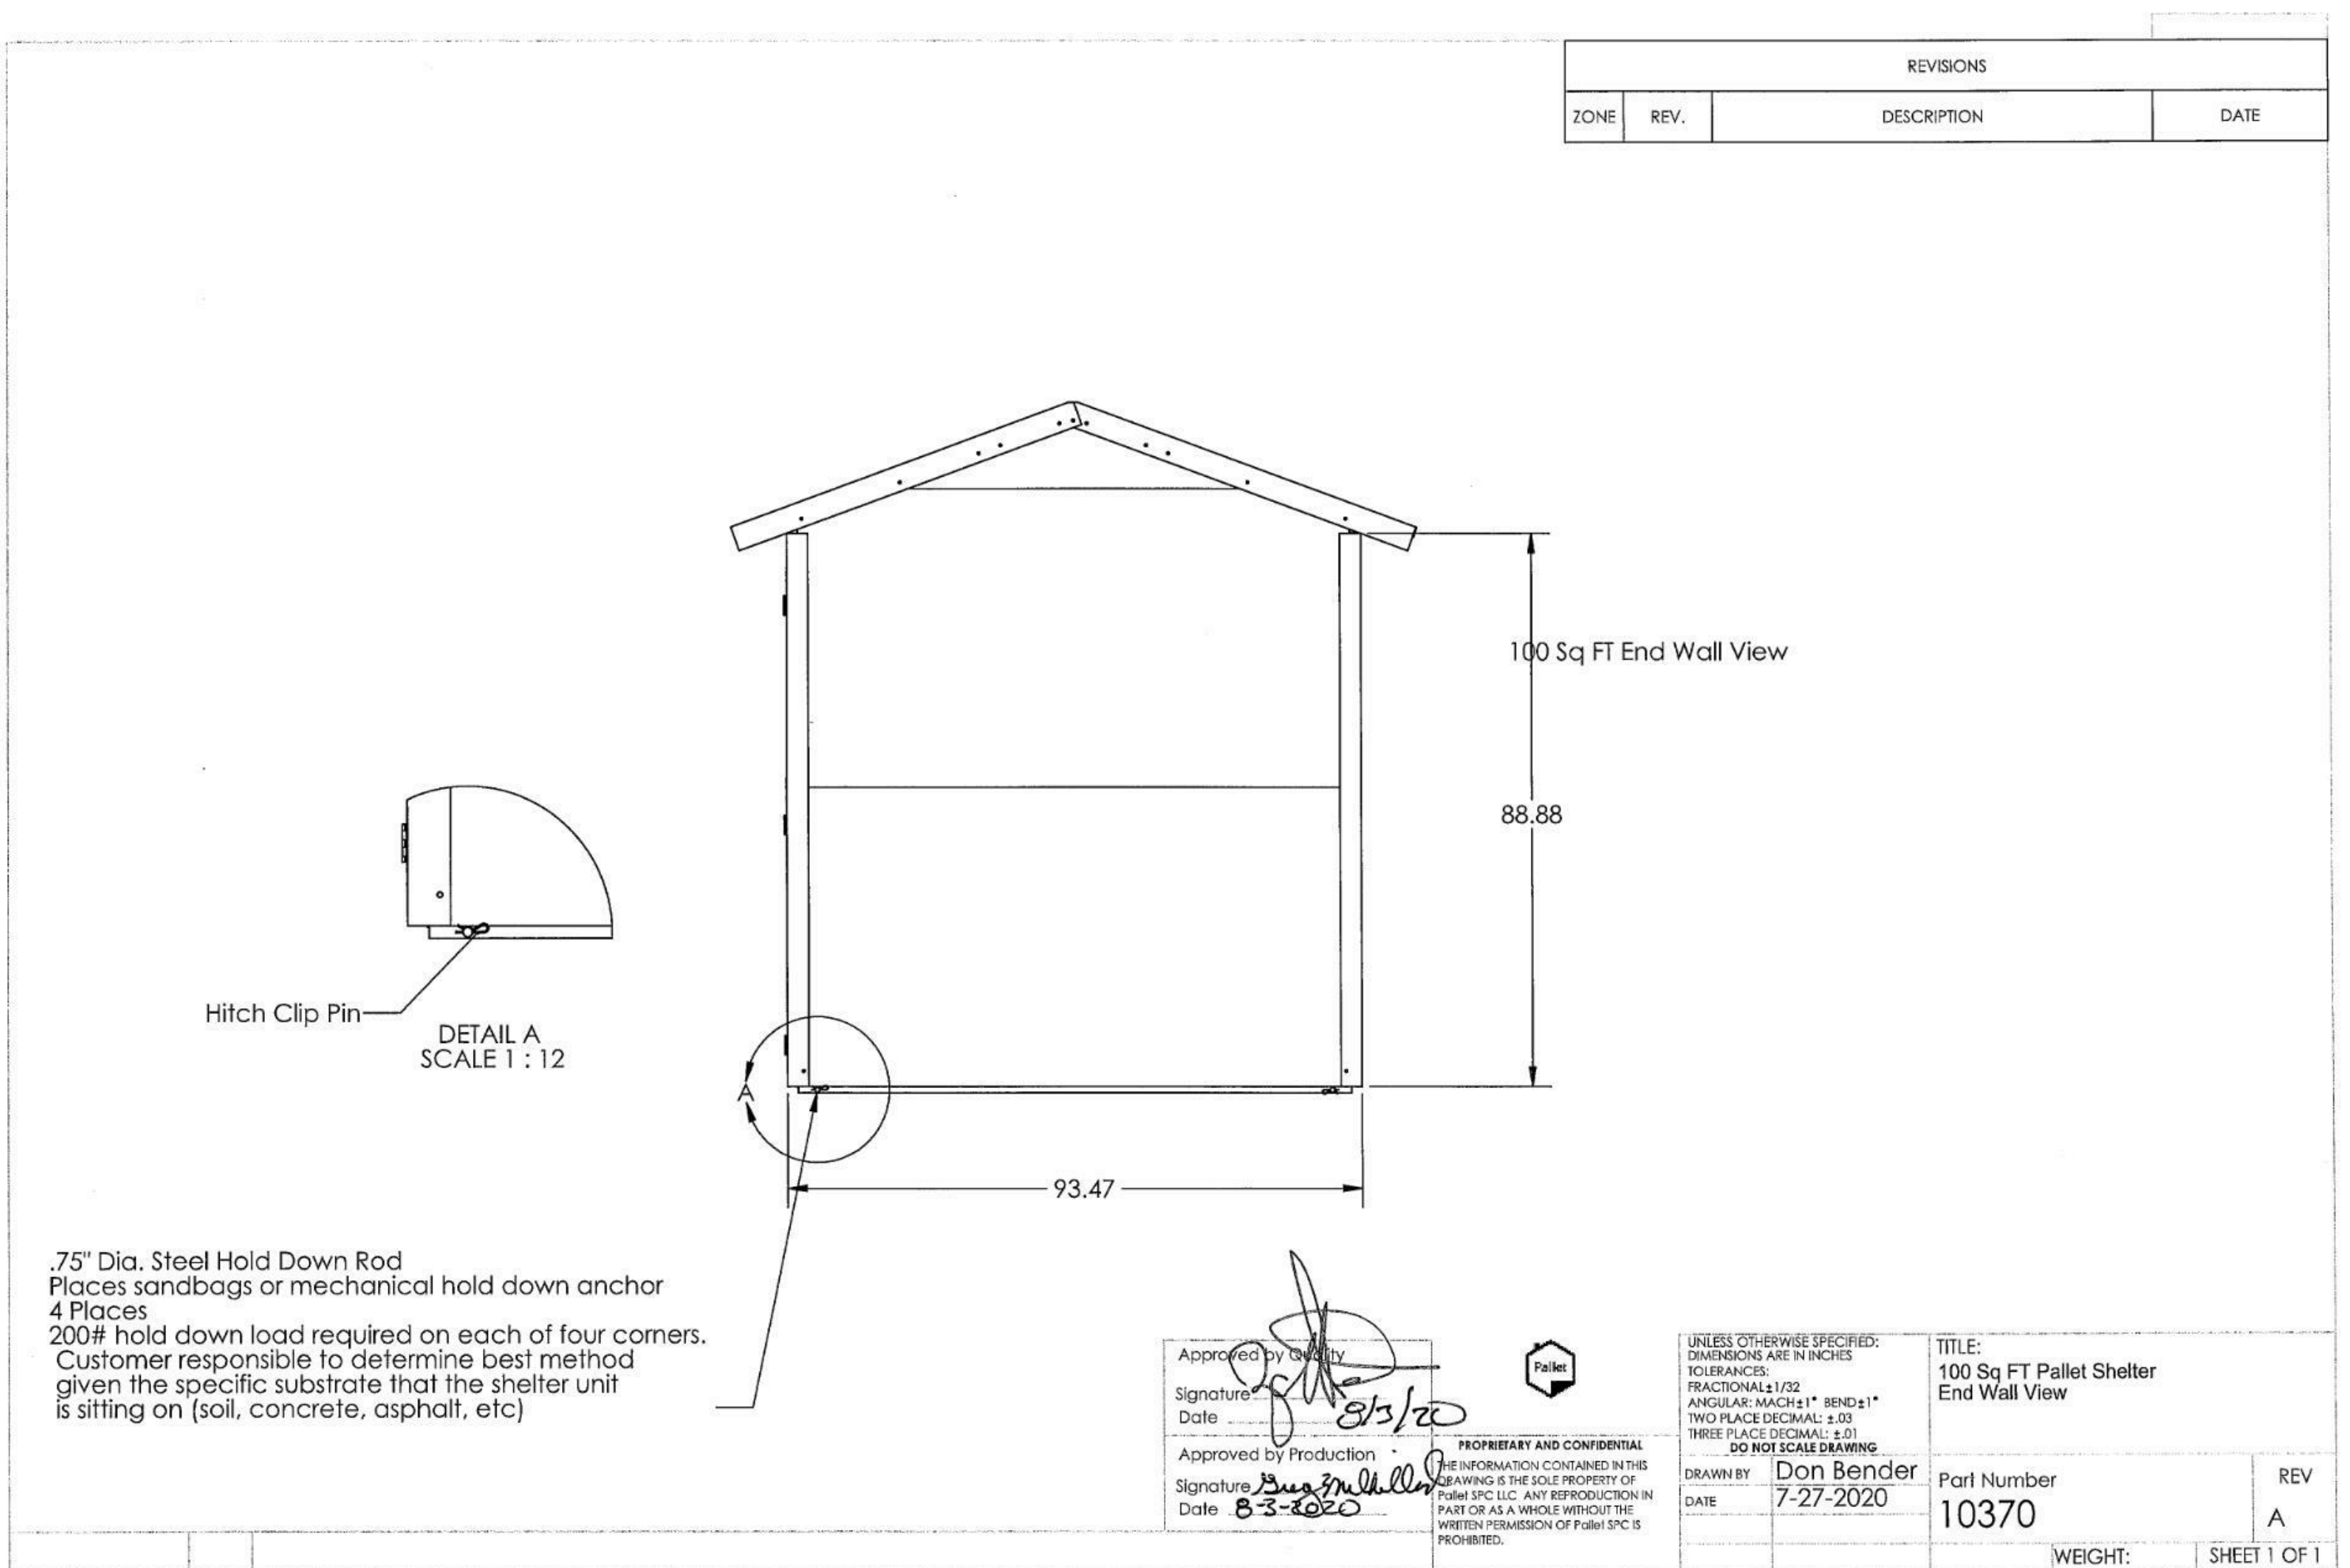 REVISIONS
ZONE REV. DESCRIPTION DATE
100 Sq FT End Wall View
88.88
Hitch Clip Pin
DETAIL A
SCALE 1 : 12
A
93.47
.75" Dia. Steel Hold Down Rod
Places sandbags or mechanical hold down anchor
4 Places
200# hold down load required on each of four corners.
Customer responsible to determine best method
given the specific substrate that the shelter unit
is sitting on (soil, concrete, asphalt, etc)
Approved by Quality
Signature
Date 8/3/20
Approved by Production
Signature
Date 8-3-2020
Pallet
PROPRIETARY AND CONFIDENTIAL
THE INFORMATION CONTAINED IN THIS
DRAWING IS THE SOLE PROPERTY OF
Pallet SPC LLC ANY REPRODUCTION IN
PART OR AS A WHOLE WITHOUT THE
WRITTEN PERMISSION OF Pallet SPC IS
PROHIBITED.
UNLESS OTHERWISE SPECIFIED:
DIMENSIONS ARE IN INCHES
TOLERANCES:
FRACTIONAL±1/32
ANGULAR: MACH±1° BEND±1°
TWO PLACE DECIMAL: ±.03
THREE PLACE DECIMAL: ±.01
DO NOT SCALE DRAWING
DRAWN BY Don Bender
DATE 7-27-2020
TITLE:
100 Sq FT Pallet Shelter
End Wall View
Part Number
10370
REV
A
WEIGHT:
SHEET 1 OF 1